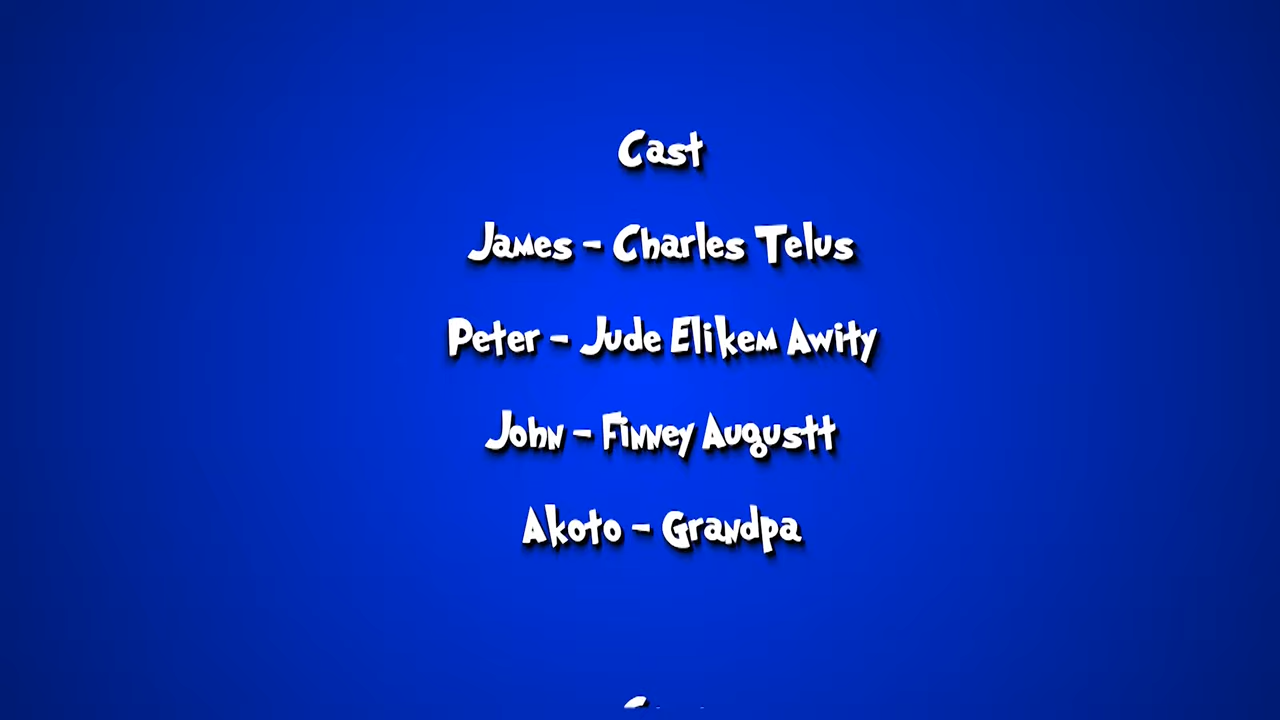 Cast
James - Charles Telus
Peter - Jude Elikem Awity
John - Finney Augustt
Akoto - Grandpa